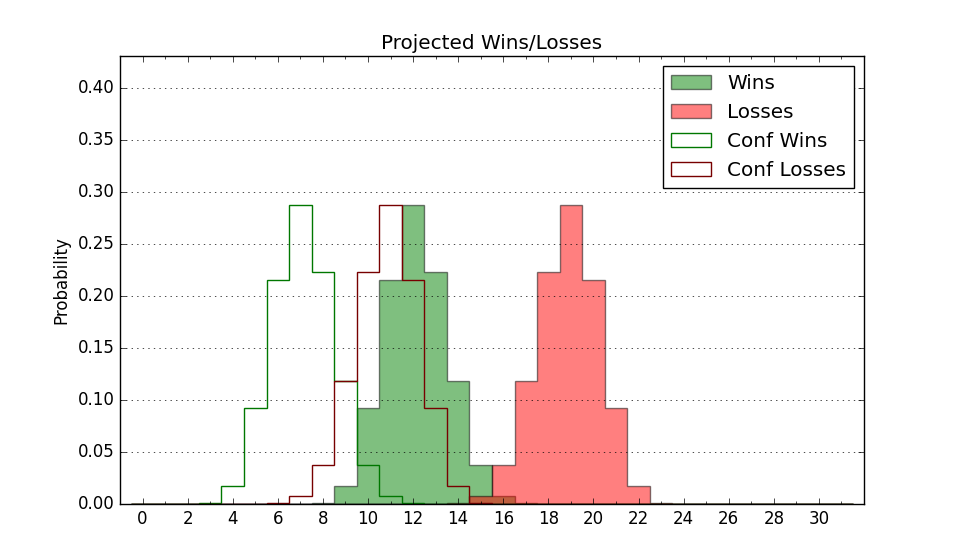 Projected Wins/Losses
Wins
Losses
Conf Wins
Conf Losses
Probability
0.40
0.35
0.30
0.25
0.20
0.15
0.10
0.05
0.00
0 2 4 6 8 10 12 14 16 18 20 22 24 26 28 30